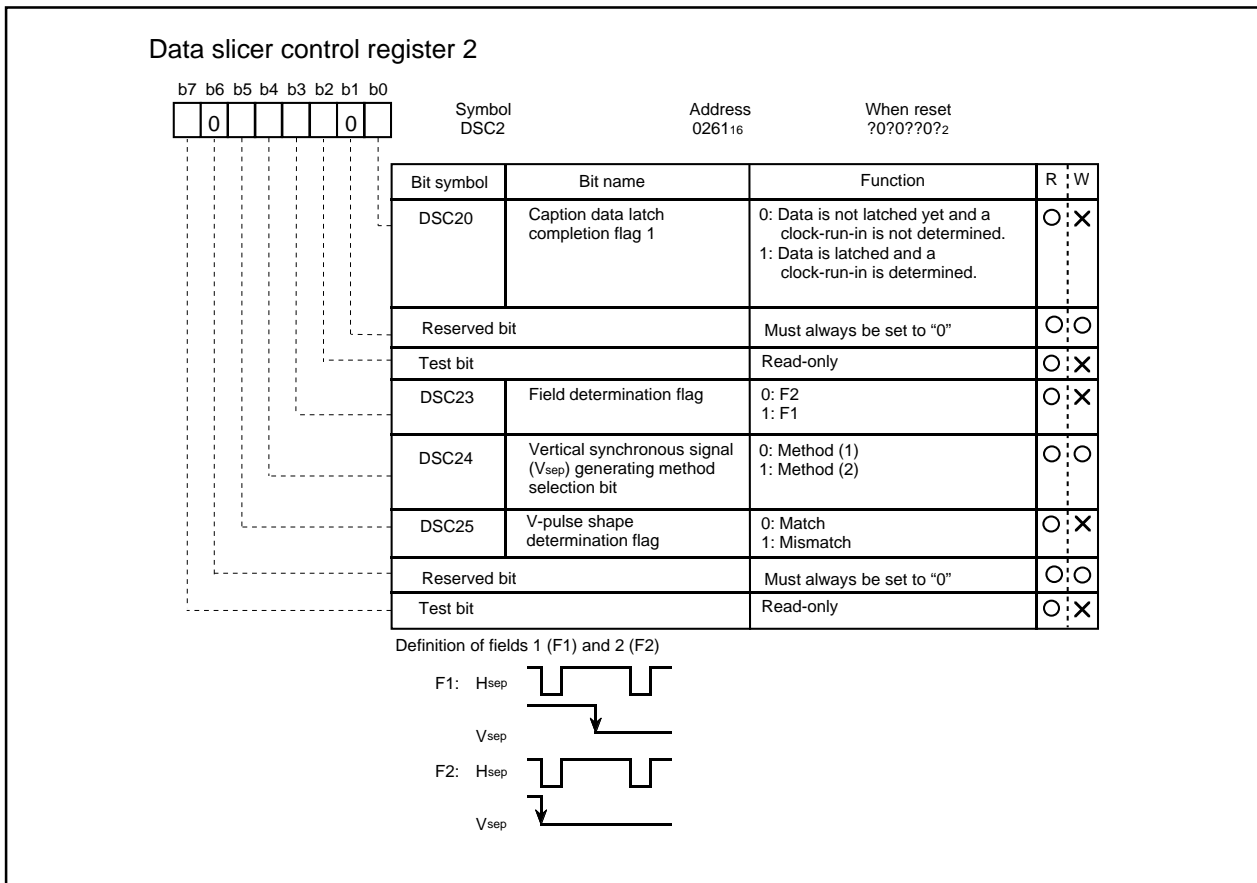 Data slicer control register 2
b7 b6 b5 b4 b3 b2 b1 b0
0 0
Symbol Address When reset
DSC2 026116 ?0?0??0?2
Bit symbol Bit name Function R W
DSC20 Caption data latch completion flag 1 0: Data is not latched yet and a
clock-run-in is not determined.
1: Data is latched and a
clock-run-in is determined.
Reserved bit Must always be set to “0”
Test bit Read-only
DSC23 Field determination flag 0: F2
1: F1
DSC24 Vertical synchronous signal
(Vsep) generating method
selection bit
0: Method (1)
1: Method (2)
DSC25 V-pulse shape
determination flag
0: Match
1: Mismatch
Reserved bit Must always be set to “0”
Test bit Read-only
Definition of fields 1 (F1) and 2 (F2)
F1: Hsep
Vsep
F2: Hsep
Vsep